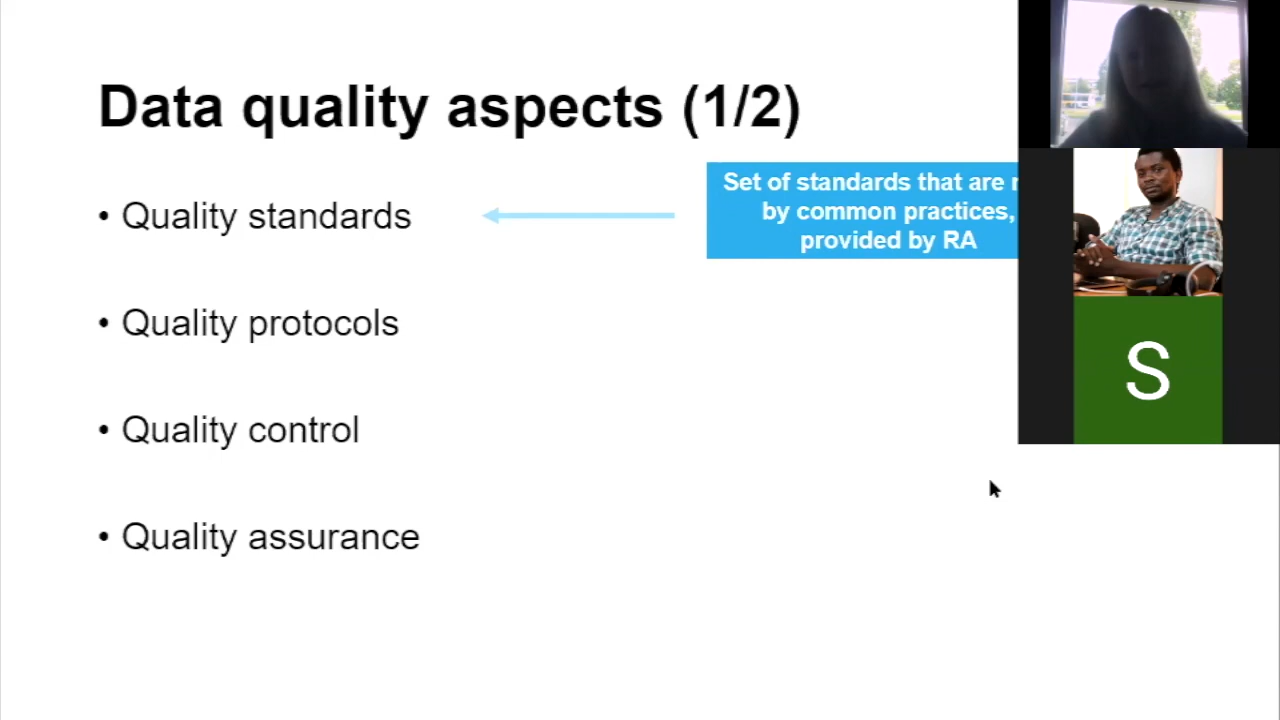 Data quality aspects (1/2)
• Quality standards
Set of standards that are
by common practices,
provided by RA
• Quality protocols
• Quality control
• Quality assurance
S